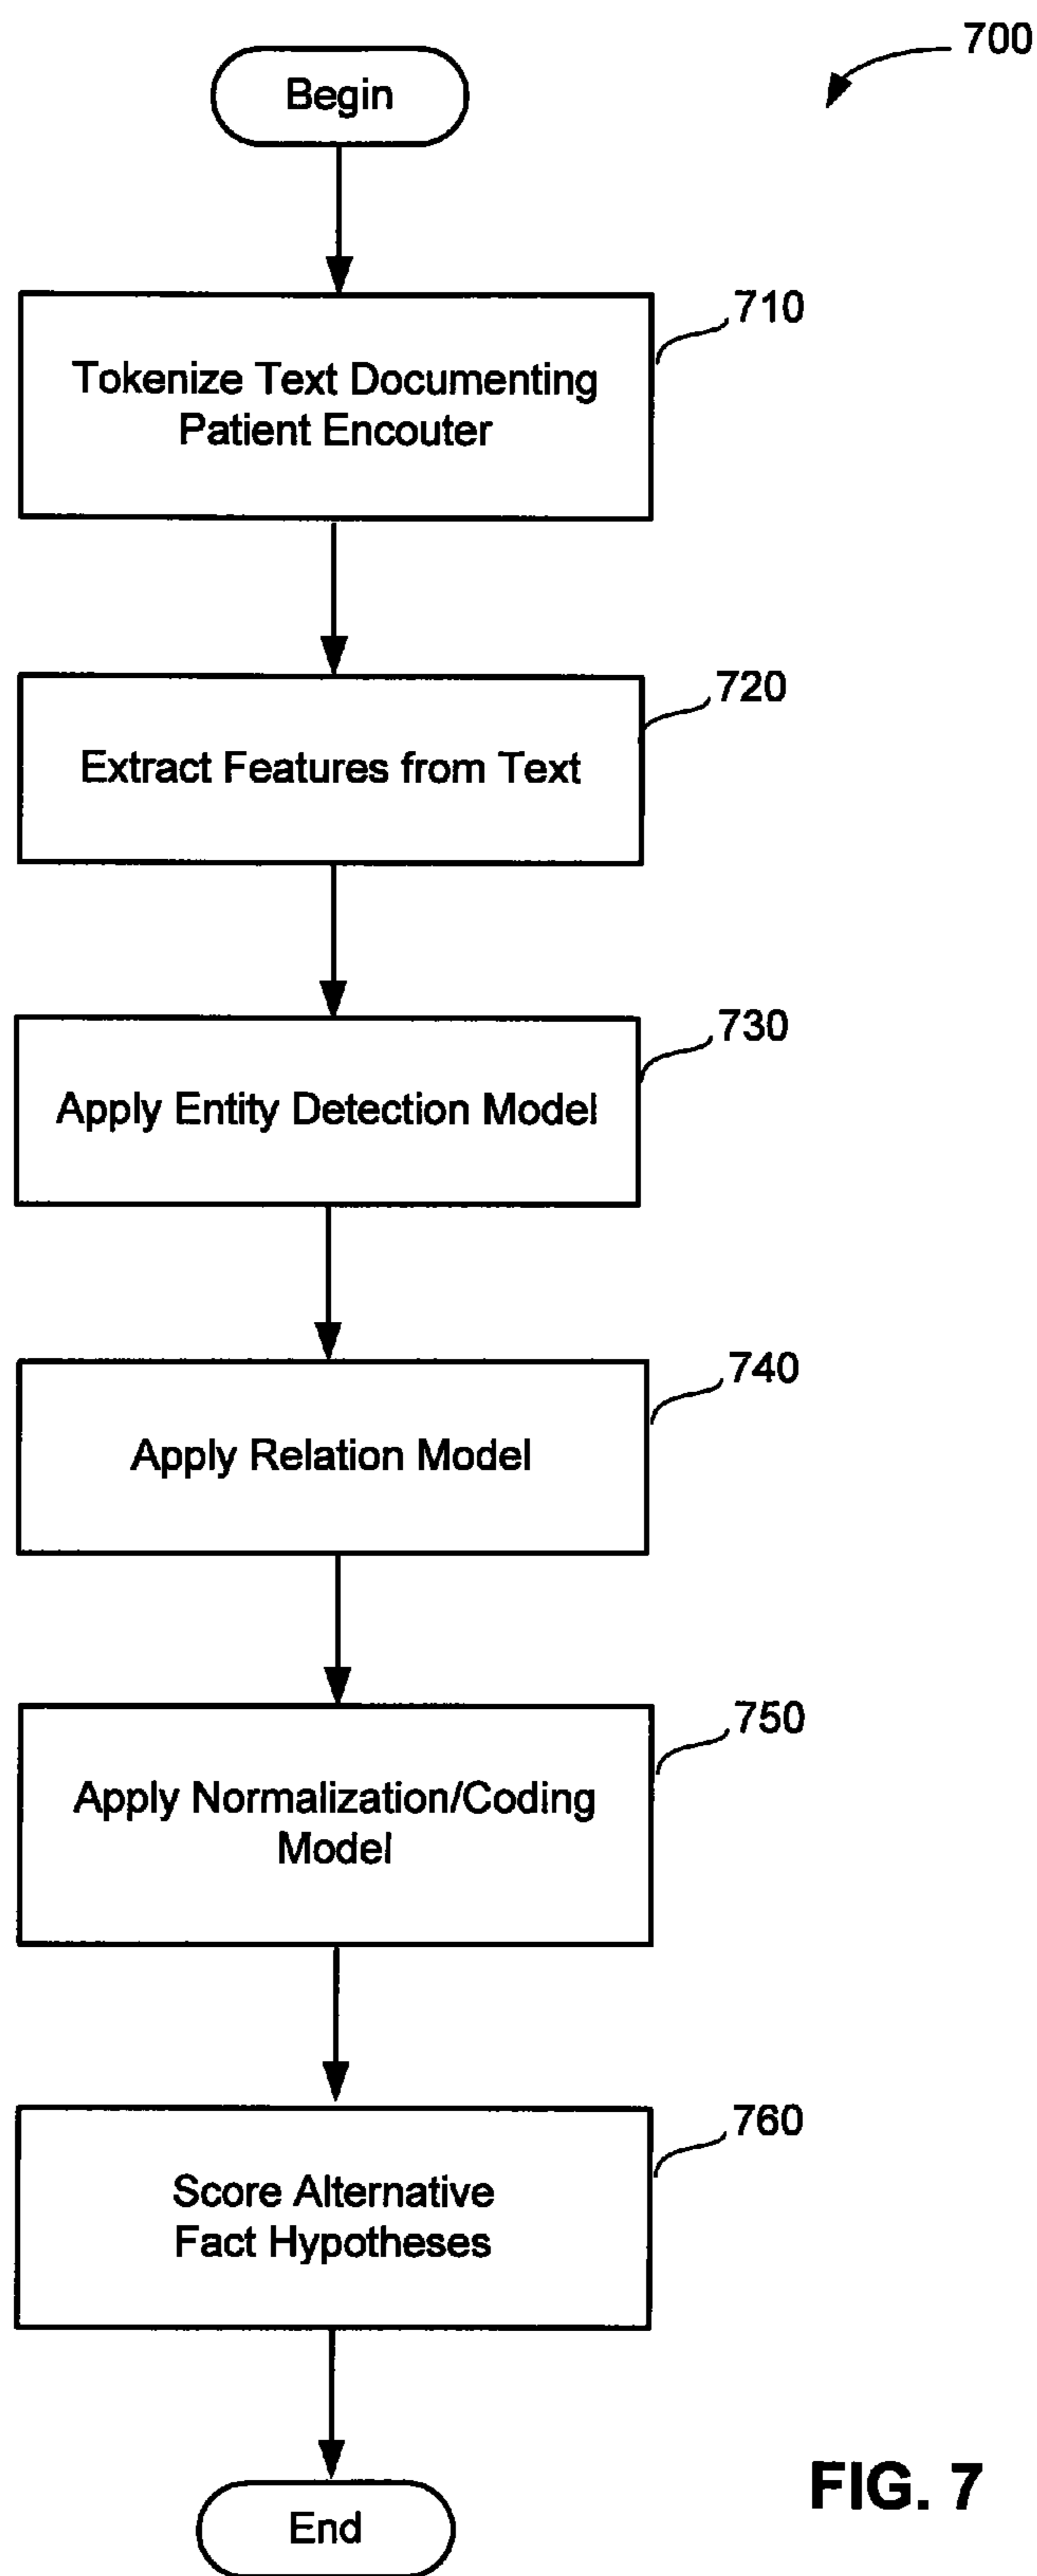 700
Begin
710
Tokenize Text Documenting
Patient Encouter
720
Extract Features from Text
730
Apply Entity Detection Model
740
Apply Relation Model
750
Apply Normalization/Coding
Model
760
Score Alternative
Fact Hypotheses
End
FIG. 7